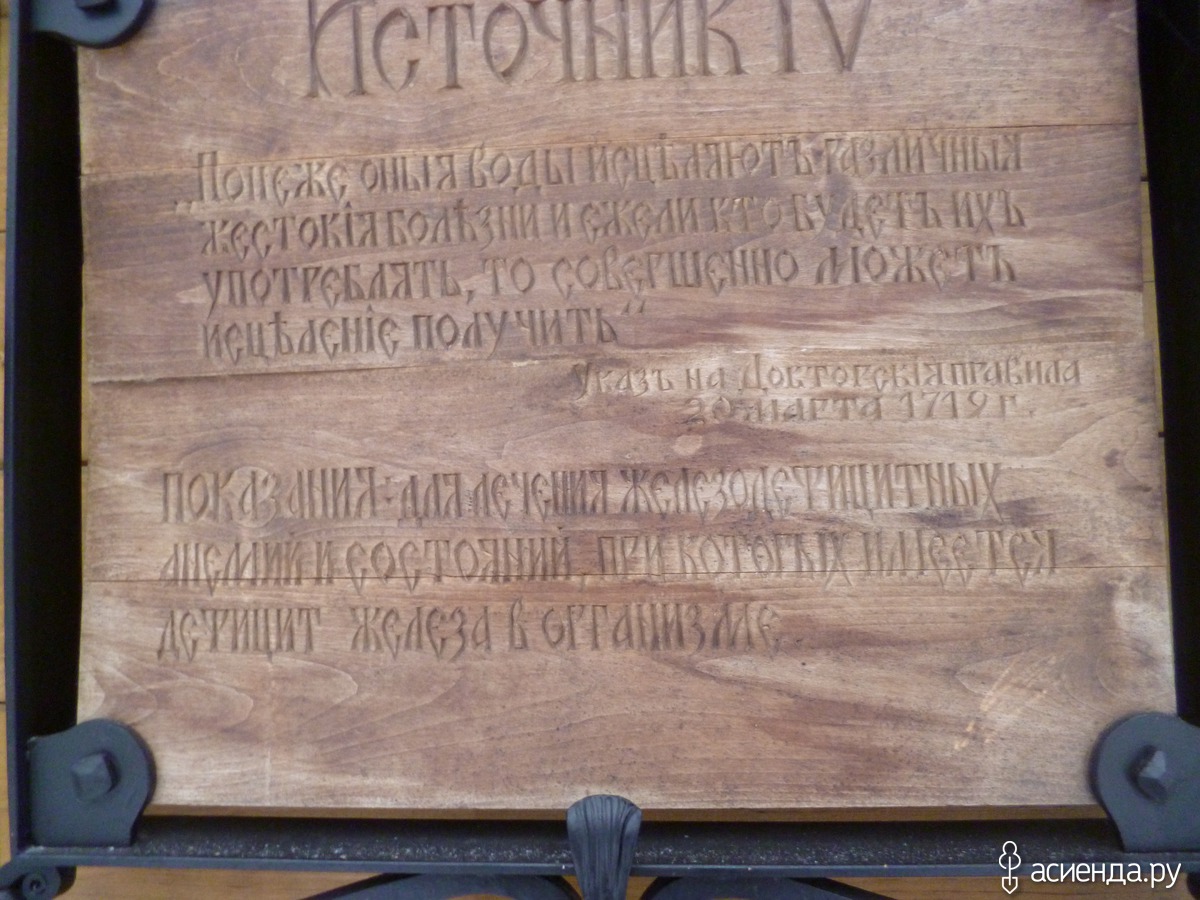 Источник IV
„Понеже оныя воды исцѣляютъ различныя
жестокія болѣзни и ежели кто будетъ ихъ
употреблять, то совершенно можетъ
исцѣленіе получить“
Указъ на Докторскія правила
20 марта 1719 г.
показания: для лечения железодефицитных
анемий и состояний, при которых имеется
дефицит железа в организме
асиенда.ру